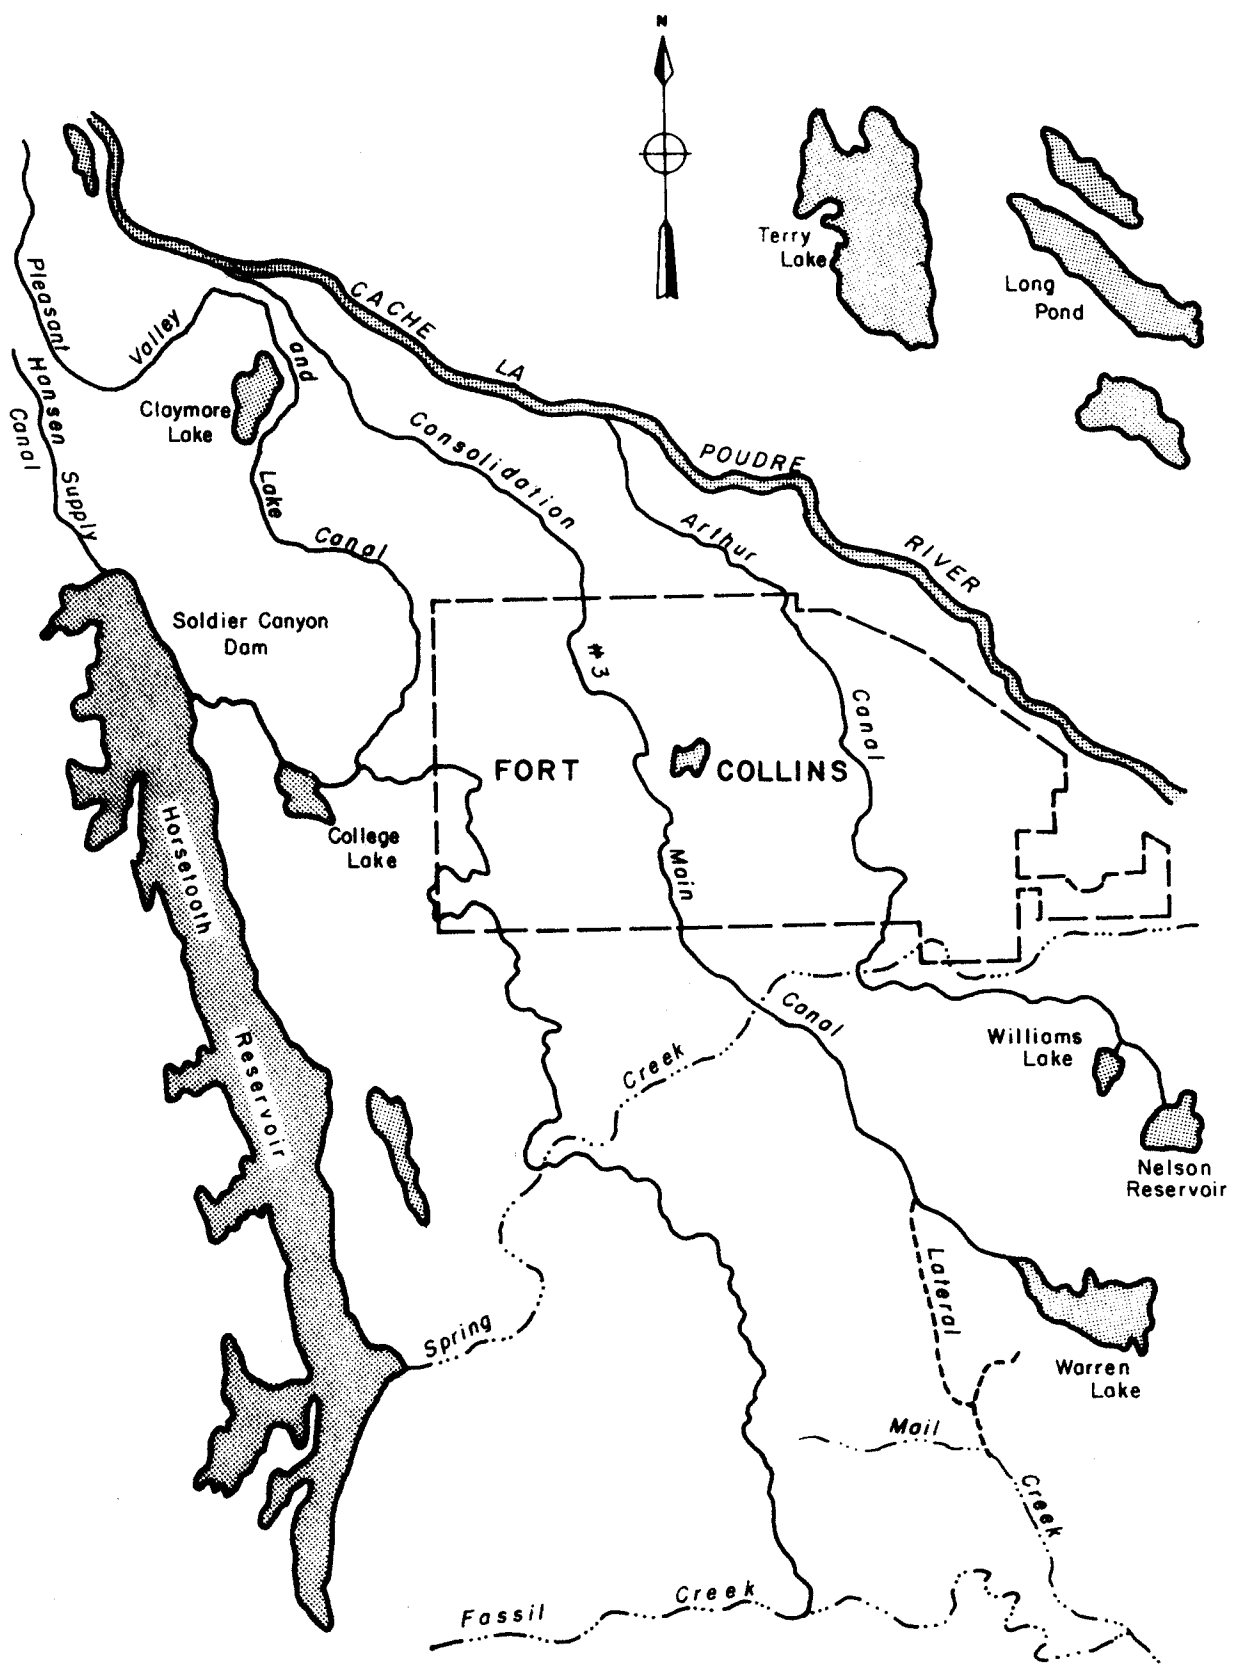 N
Terry
Lake
Long
Pond
CACHE LA POUDRE RIVER
Pleasant Valley and Lake Canal
Hansen Supply
Canal
Claymore
Lake
Consolidation #3 Main Canal
Arthur Canal
Soldier Canyon
Dam
FORT COLLINS
College
Lake
Horsetooth Reservoir
Williams
Lake
Nelson
Reservoir
Spring Creek
Lateral
Warren
Lake
Mail Creek
Fassil Creek